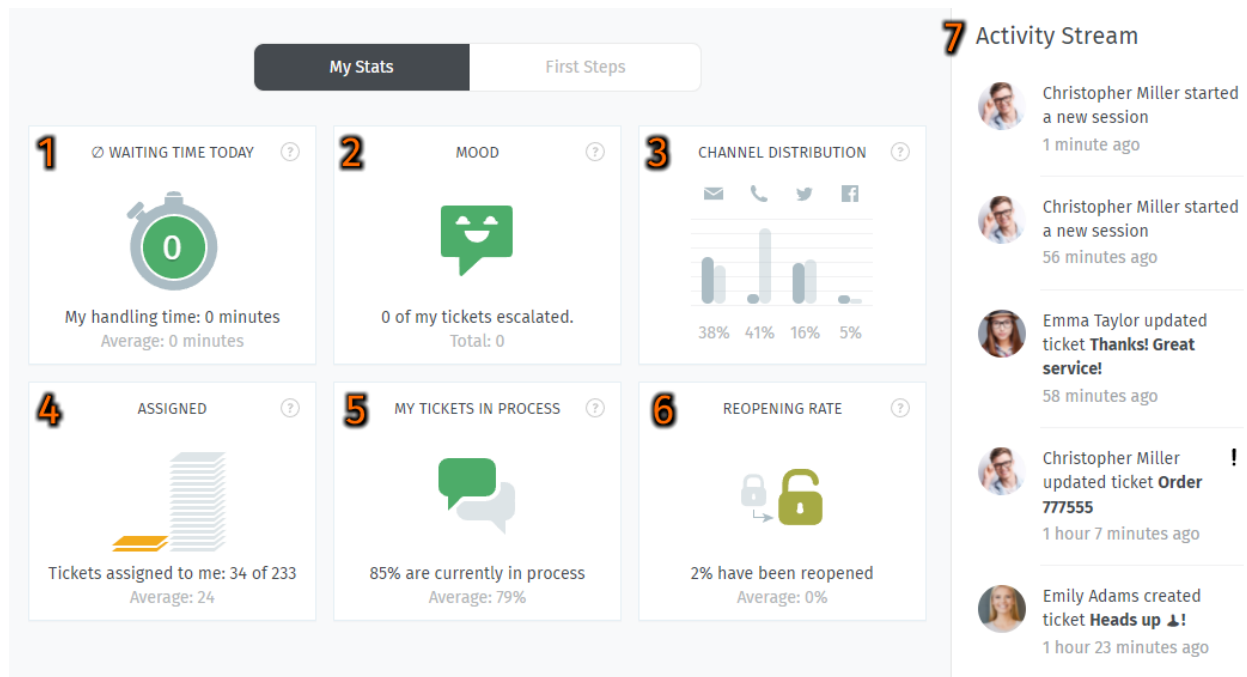 My Stats
First Steps
1
∅ WAITING TIME TODAY
?
0
My handling time: 0 minutes
Average: 0 minutes
2
MOOD
?
0 of my tickets escalated.
Total: 0
3
CHANNEL DISTRIBUTION
?
38% 41% 16% 5%
4
ASSIGNED
?
Tickets assigned to me: 34 of 233
Average: 24
5
MY TICKETS IN PROCESS
?
85% are currently in process
Average: 79%
6
REOPENING RATE
?
2% have been reopened
Average: 0%
7 Activity Stream
Christopher Miller started
a new session
1 minute ago
Christopher Miller started
a new session
56 minutes ago
Emma Taylor updated
ticket Thanks! Great
service!
58 minutes ago
Christopher Miller !
updated ticket Order
777555
1 hour 7 minutes ago
Emily Adams created
ticket Heads up !
1 hour 23 minutes ago